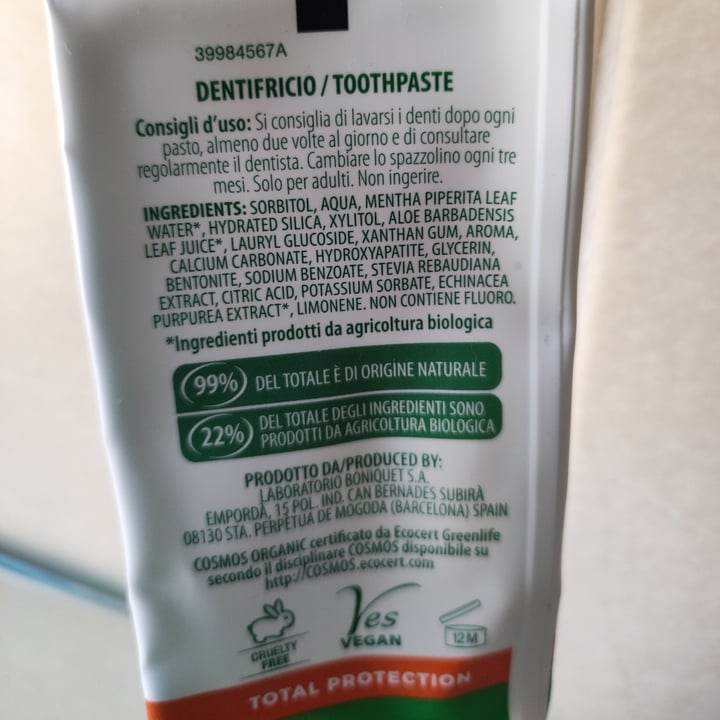 39984567A
DENTIFRICIO / TOOTHPASTE
Consigli d'uso: Si consiglia di lavarsi i denti dopo ogni
pasto, almeno due volte al giorno e di consultare
regolarmente il dentista. Cambiare lo spazzolino ogni tre
mesi. Solo per adulti. Non ingerire.
INGREDIENTS: SORBITOL, AQUA, MENTHA PIPERITA LEAF
WATER*, HYDRATED SILICA, XYLITOL, ALOE BARBADENSIS
LEAF JUICE*, LAURYL GLUCOSIDE, XANTHAN GUM, AROMA,
CALCIUM CARBONATE, HYDROXYAPATITE, GLYCERIN,
BENTONITE, SODIUM BENZOATE, STEVIA REBAUDIANA
EXTRACT, CITRIC ACID, POTASSIUM SORBATE, ECHINACEA
PURPUREA EXTRACT*, LIMONENE. NON CONTIENE FLUORO.
*Ingredienti prodotti da agricoltura biologica
99% DEL TOTALE È DI ORIGINE NATURALE
22% DEL TOTALE DEGLI INGREDIENTI SONO
PRODOTTI DA AGRICOLTURA BIOLOGICA
PRODOTTO DA/PRODUCED BY:
LABORATORIO BONIQUET S.A.
EMPORDÀ, 15 POL. IND. CAN BERNADES SUBIRÀ
08130 STA. PERPETUA DE MOGODA (BARCELONA) SPAIN
COSMOS ORGANIC certificato da Ecocert Greenlife
secondo il disciplinare COSMOS disponibile su
http://COSMOS.ecocert.com
CRUELTY
FREE
Yes
VEGAN
12M
TOTAL PROTECTION